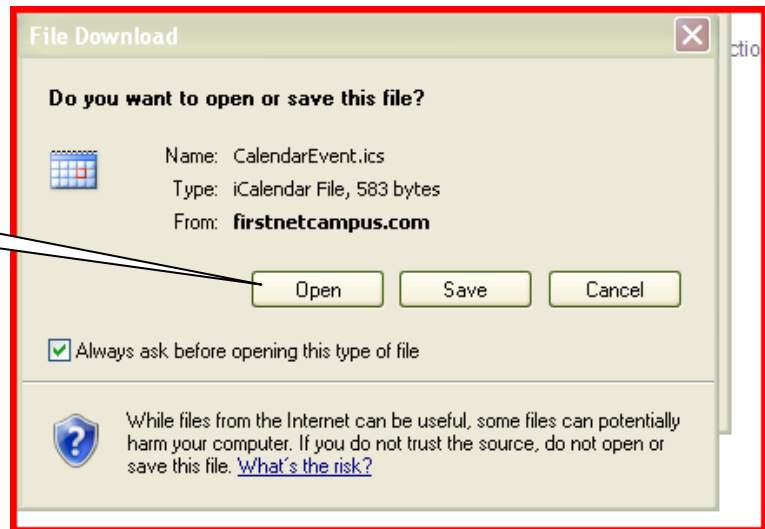 File Download
ctio
Do you want to open or save this file?
Name: CalendarEvent.ics
Type: iCalendar File, 583 bytes
From: firstnetcampus.com
Open Save Cancel
Always ask before opening this type of file
While files from the Internet can be useful, some files can potentially
harm your computer. If you do not trust the source, do not open or
save this file. What's the risk?